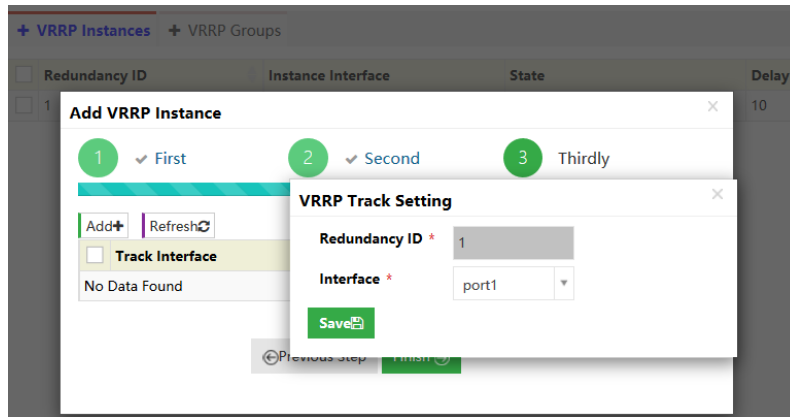 + VRRP Instances + VRRP Groups
Redundancy ID Instance Interface State Delay
1 10
Add VRRP Instance ×
1 ✔ First 2 ✔ Second 3 Thirdly
VRRP Track Setting ×
Add+ Refresh
Redundancy ID * 1
Track Interface
Interface * port1
No Data Found
Save
Previous Step Finish